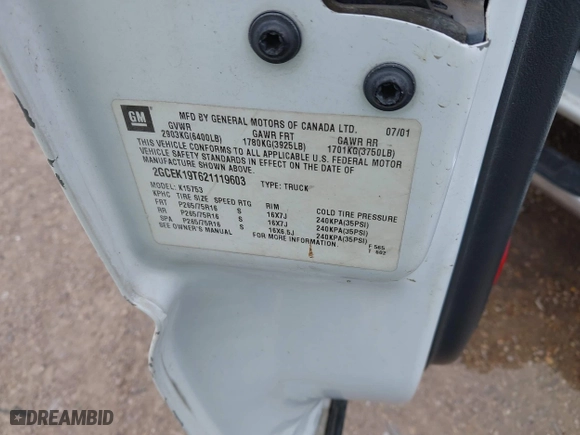 GM
MFD BY GENERAL MOTORS OF CANADA LTD. 07/01
GVWR GAWR FRT GAWR RR
2903KG(6400LB) 1780KG(3925LB) 1701KG(3750LB)
THIS VEHICLE CONFORMS TO ALL APPLICABLE U.S. FEDERAL MOTOR
VEHICLE SAFETY STANDARDS IN EFFECT ON THE DATE OF
MANUFACTURE SHOWN ABOVE.
2GCEK19T621119603 TYPE: TRUCK
MODEL: K15753
KPHC TIRE SIZE SPEED RTG RIM COLD TIRE PRESSURE
FRT P265/75R16 S 16X7J 240KPA(35PSI)
RR P265/75R16 S 16X7J 240KPA(35PSI)
SPA P265/75R16 S 16X6.5J 240KPA(35PSI)
SEE OWNER'S MANUAL FOR MORE INFORMATION.
F 565
T 502
DREAMBID